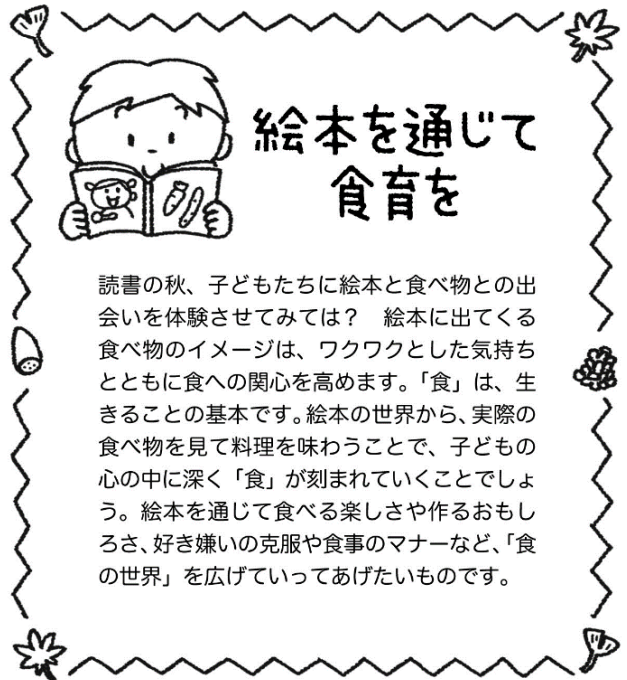 絵本を通じて
食育を
読書の秋、子どもたちに絵本と食べ物との出
会いを体験させてみては？　絵本に出てくる
食べ物のイメージは、ワクワクとした気持ち
とともに食への関心を高めます。「食」は、生
きることの基本です。絵本の世界から、実際の
食べ物を見て料理を味わうことで、子どもの
心の中に深く「食」が刻まれていくことでしょ
う。絵本を通じて食べる楽しさや作るおもし
ろさ、好き嫌いの克服や食事のマナーなど、「食
の世界」を広げていってあげたいものです。